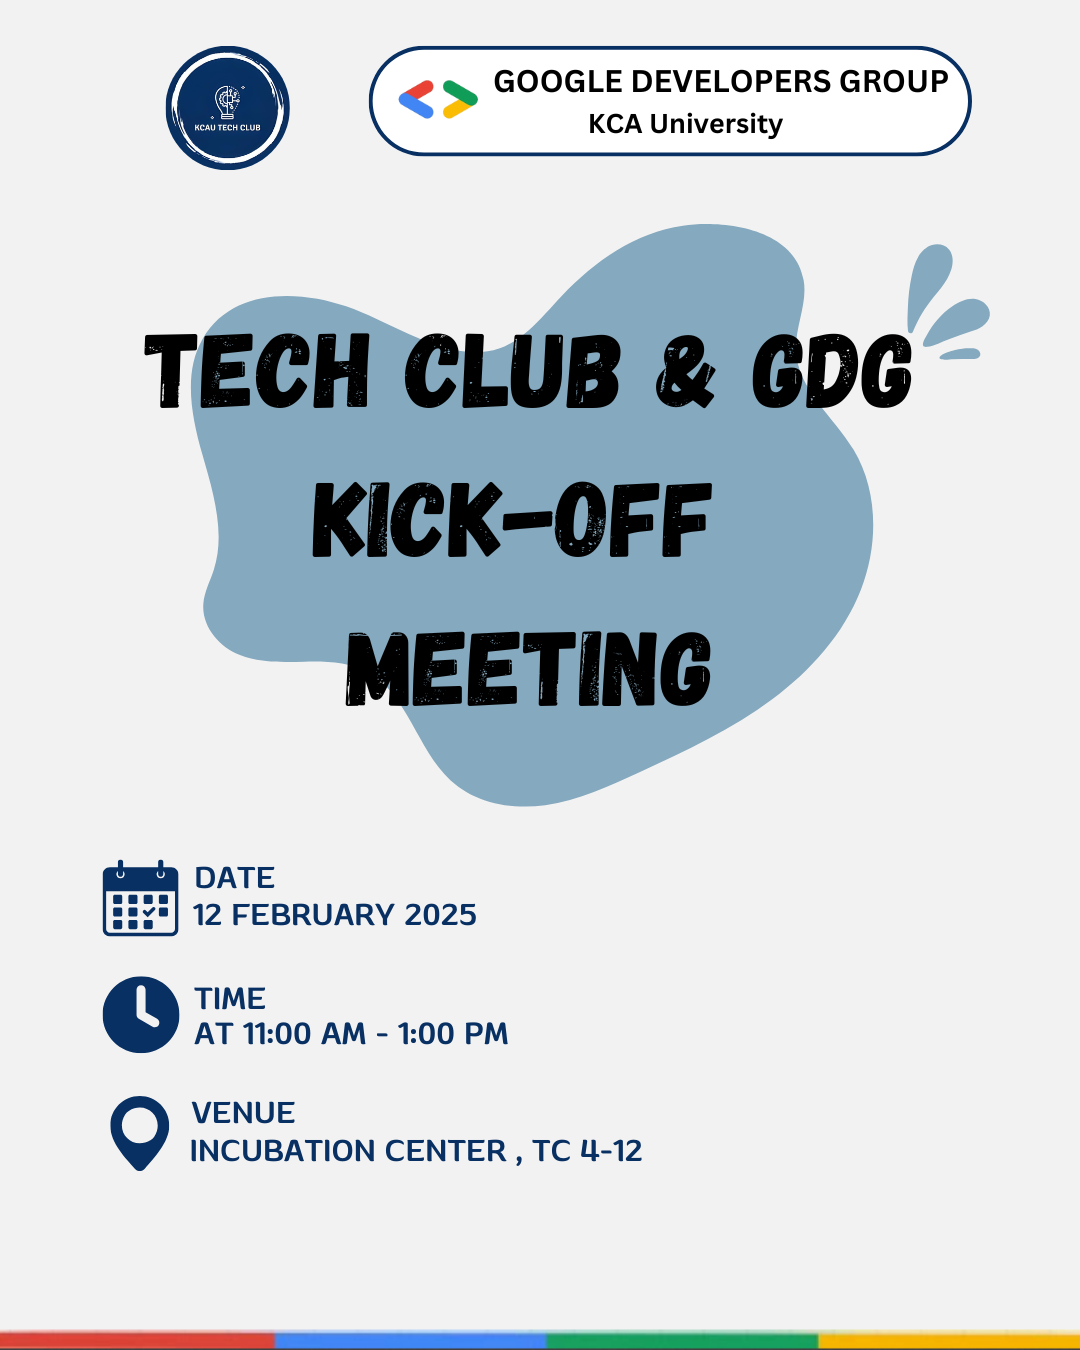 KCAU TECH CLUB
GOOGLE DEVELOPERS GROUP
KCA University
TECH CLUB & GDG
KICK-OFF
MEETING
DATE
12 FEBRUARY 2025
TIME
AT 11:00 AM - 1:00 PM
VENUE
INCUBATION CENTER , TC 4-12